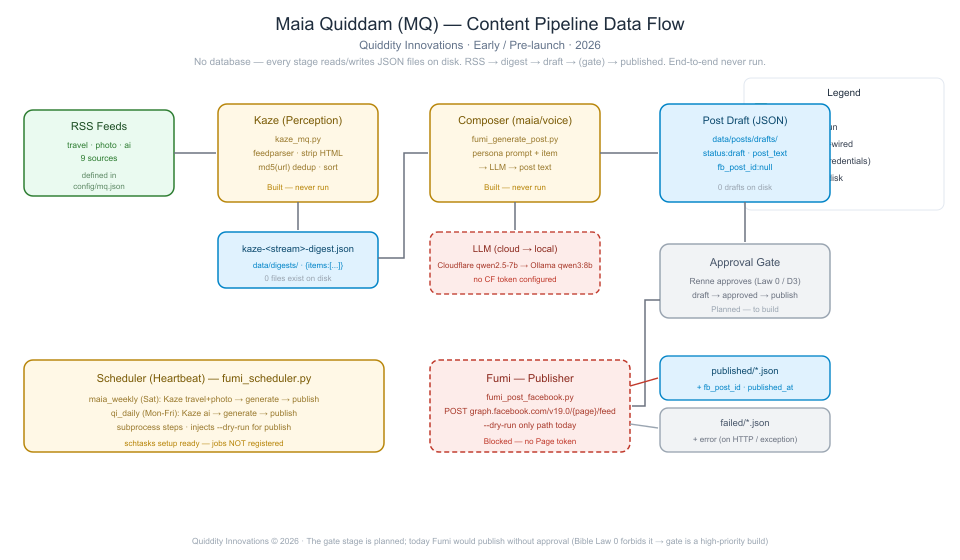 Maia Quiddam (MQ) — Content Pipeline Data Flow
Quiddity Innovations · Early / Pre-launch · 2026
No database — every stage reads/writes JSON files on disk. RSS → digest → draft → (gate) → published. End-to-end never run.
Legend
RSS Feeds
travel · photo · ai
9 sources
defined in
config/mq.json
Kaze (Perception)
kaze_mq.py
feedparser · strip HTML
md5(url) dedup · sort
Built — never run
Composer (maia/voice)
fumi_generate_post.py
persona prompt + item
→ LLM → post text
Built — never run
Post Draft (JSON)
data/posts/drafts/
status:draft · post_text
fb_post_id:null
0 drafts on disk
kaze-<stream>-digest.json
data/digests/ · {items:[...]}
0 files exist on disk
LLM (cloud → local)
Cloudflare qwen2.5-7b → Ollama qwen3:8b
no CF token configured
Approval Gate
Renne approves (Law 0 / D3)
draft → approved → publish
Planned — to build
Scheduler (Heartbeat) — fumi_scheduler.py
maia_weekly (Sat): Kaze travel+photo → generate → publish
qi_daily (Mon-Fri): Kaze ai → generate → publish
subprocess steps · injects --dry-run for publish
schtasks setup ready — jobs NOT registered
Fumi — Publisher
fumi_post_facebook.py
POST graph.facebook.com/v19.0/{page}/feed
--dry-run only path today
Blocked — no Page token
published/*.json
+ fb_post_id · published_at
failed/*.json
+ error (on HTTP / exception)
Quiddity Innovations © 2026 · The gate stage is planned; today Fumi would publish without approval (Bible Law 0 forbids it → gate is a high-priority build)